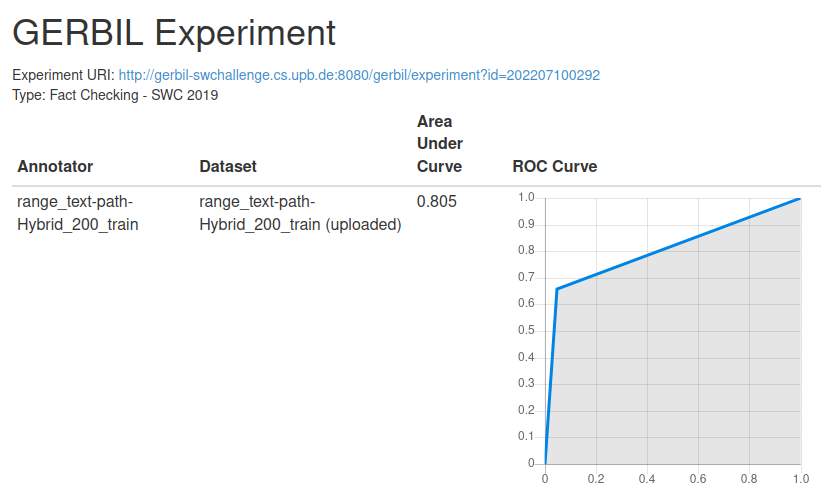 GERBIL Experiment
Experiment URI: http://gerbil-swchallenge.cs.upb.de:8080/gerbil/experiment?id=202207100292
Type: Fact Checking - SWC 2019
Area
Under
Annotator Dataset Curve ROC Curve
range_text-path- range_text-path- 0.805
Hybrid_200_train Hybrid_200_train (uploaded)
1.0
0.9
0.8
0.7
0.6
0.5
0.4
0.3
0.2
0.1
0
0 0.2 0.4 0.6 0.8 1.0